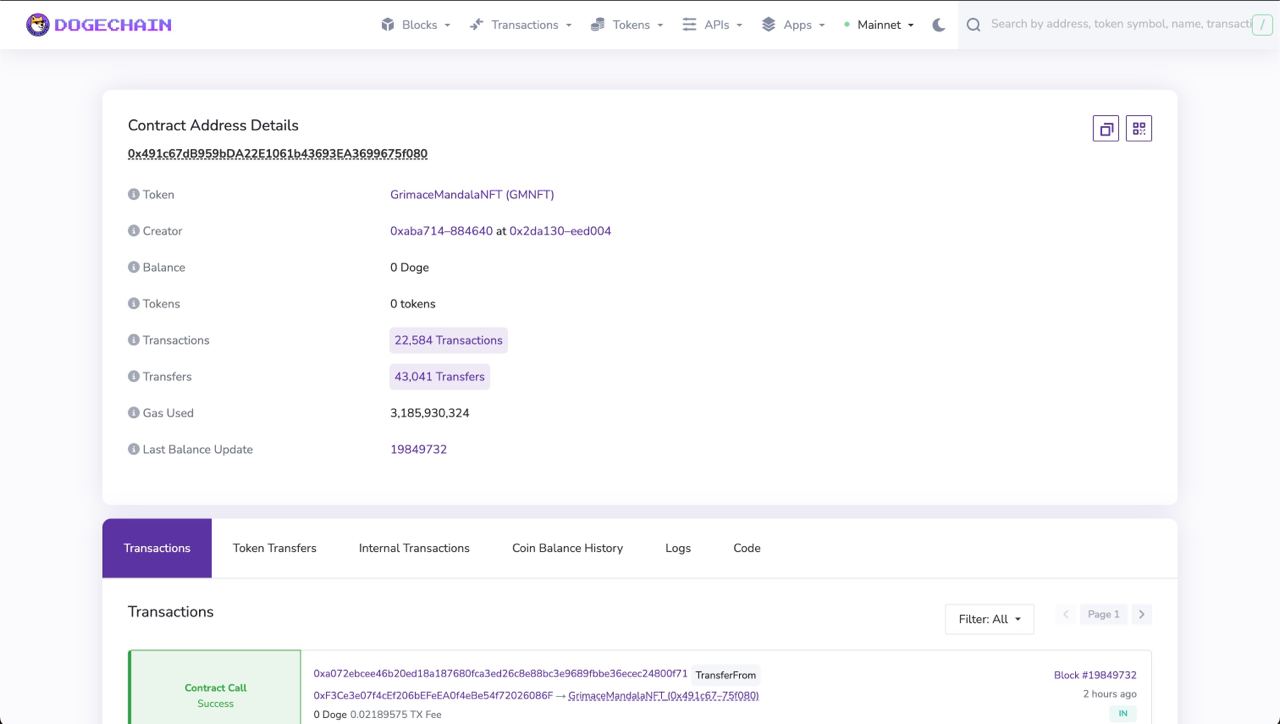 DOGECHAIN Blocks Transactions Tokens APIs Apps Mainnet Search by address, token symbol, name, transacti /
Contract Address Details
0x491c67dB959bDA22E1061b43693EA3699675f080
Token GrimaceMandalaNFT (GMNFT)
Creator 0xaba714–884640 at 0x2da130–eed004
Balance 0 Doge
Tokens 0 tokens
Transactions 22,584 Transactions
Transfers 43,041 Transfers
Gas Used 3,185,930,324
Last Balance Update 19849732
Transactions Token Transfers Internal Transactions Coin Balance History Logs Code
Transactions
Filter: All Page 1
Contract Call
Success
0xa072ebcee46b20ed18a187680fca3ed26c8e88bc3e9689fbbe36ecec24800f71 TransferFrom
0xF3Ce3e07f4cEf206bEFeEA0f4eBe54f72026086F → GrimaceMandalaNFT (0x491c67–75f080)
0 Doge 0.02189575 TX Fee
Block #19849732
2 hours ago
IN